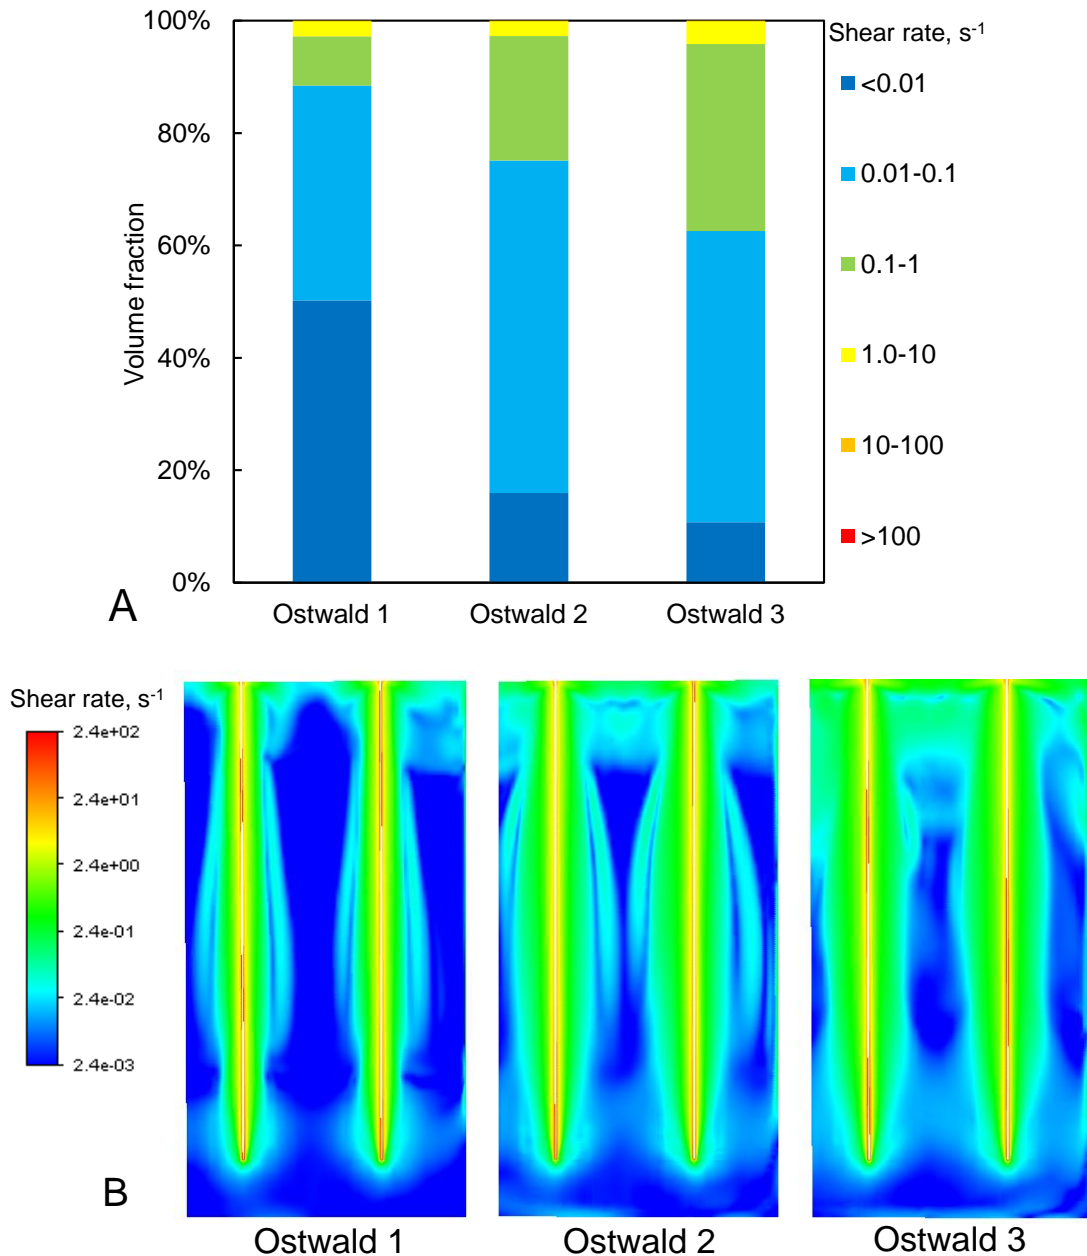 100%
80%
60%
40%
20%
0%
Volume fraction
Ostwald 1 Ostwald 2 Ostwald 3
Shear rate, s-1
<0.01
0.01-0.1
0.1-1
1.0-10
10-100
>100
A
Shear rate, s-1
2.4e+02
2.4e+01
2.4e+00
2.4e-01
2.4e-02
2.4e-03
B
Ostwald 1 Ostwald 2 Ostwald 3